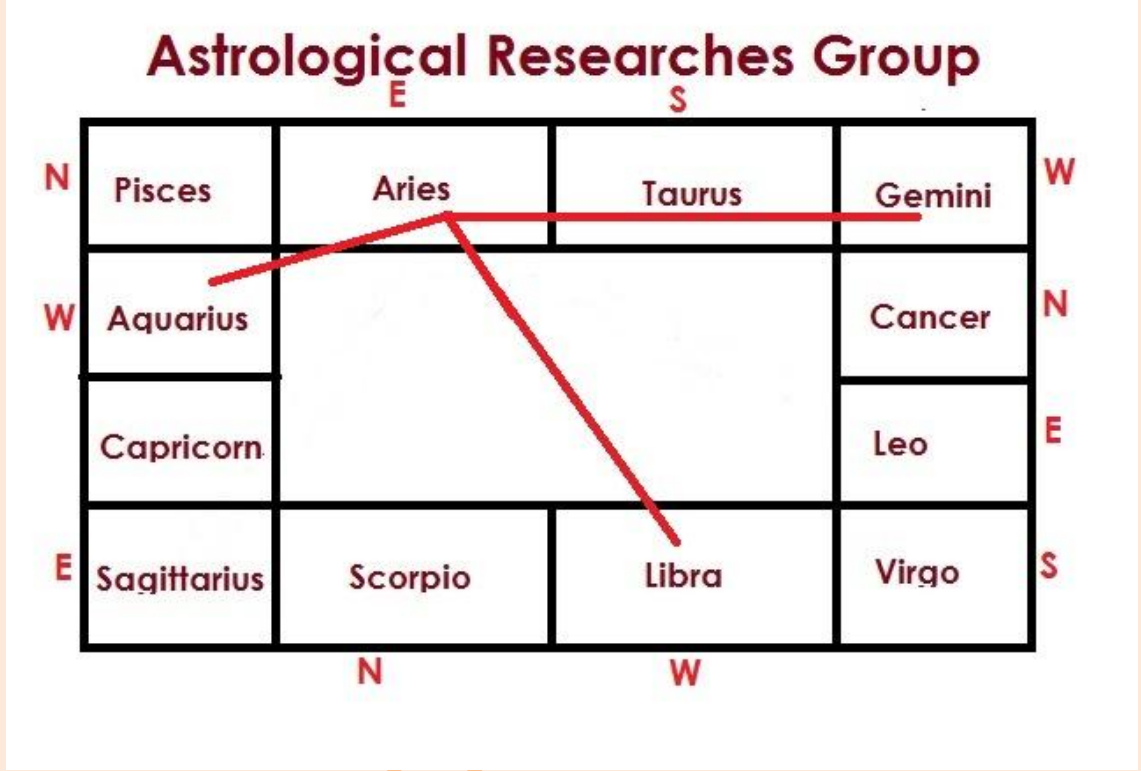 Astrological Researches Group
E S
N Pisces Aries Taurus Gemini W
W Aquarius Cancer N
Capricorn Leo E
E Sagittarius Scorpio Libra Virgo S
N W